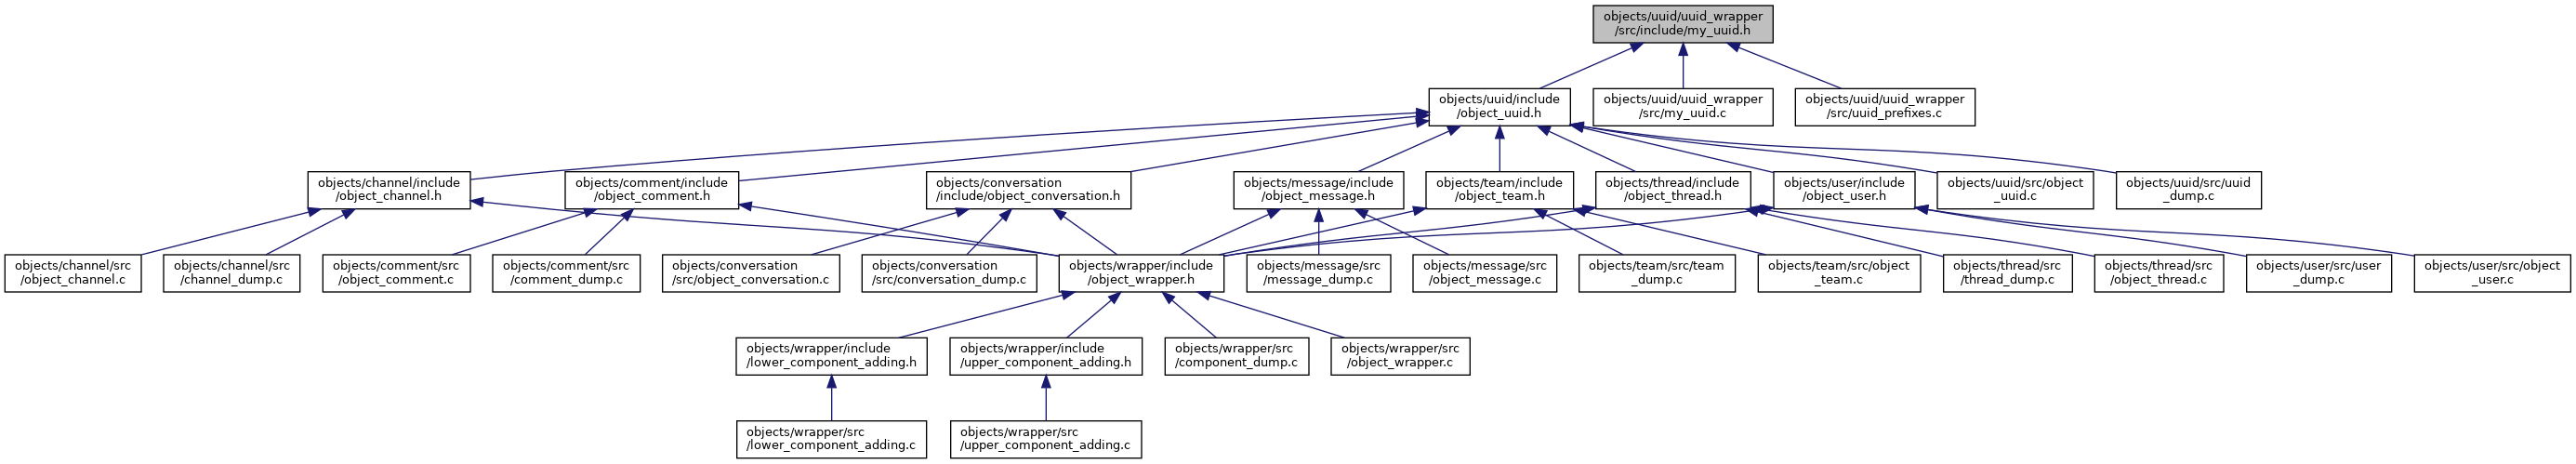 objects/uuid/uuid_wrapper
/src/include/my_uuid.h
objects/uuid/include
/object_uuid.h
objects/uuid/uuid_wrapper
/src/my_uuid.c
objects/uuid/uuid_wrapper
/src/uuid_prefixes.c
objects/channel/include
/object_channel.h
objects/comment/include
/object_comment.h
objects/conversation
/include/object_conversation.h
objects/message/include
/object_message.h
objects/team/include
/object_team.h
objects/thread/include
/object_thread.h
objects/user/include
/object_user.h
objects/uuid/src/object
_uuid.c
objects/uuid/src/uuid
_dump.c
objects/channel/src
/object_channel.c
objects/channel/src
/channel_dump.c
objects/comment/src
/object_comment.c
objects/comment/src
/comment_dump.c
objects/conversation
/src/object_conversation.c
objects/conversation
/src/conversation_dump.c
objects/wrapper/include
/object_wrapper.h
objects/message/src
/message_dump.c
objects/message/src
/object_message.c
objects/team/src/team
_dump.c
objects/team/src/object
_team.c
objects/thread/src
/thread_dump.c
objects/thread/src
/object_thread.c
objects/user/src/user
_dump.c
objects/user/src/object
_user.c
objects/wrapper/include
/lower_component_adding.h
objects/wrapper/include
/upper_component_adding.h
objects/wrapper/src
/component_dump.c
objects/wrapper/src
/object_wrapper.c
objects/wrapper/src
/lower_component_adding.c
objects/wrapper/src
/upper_component_adding.c